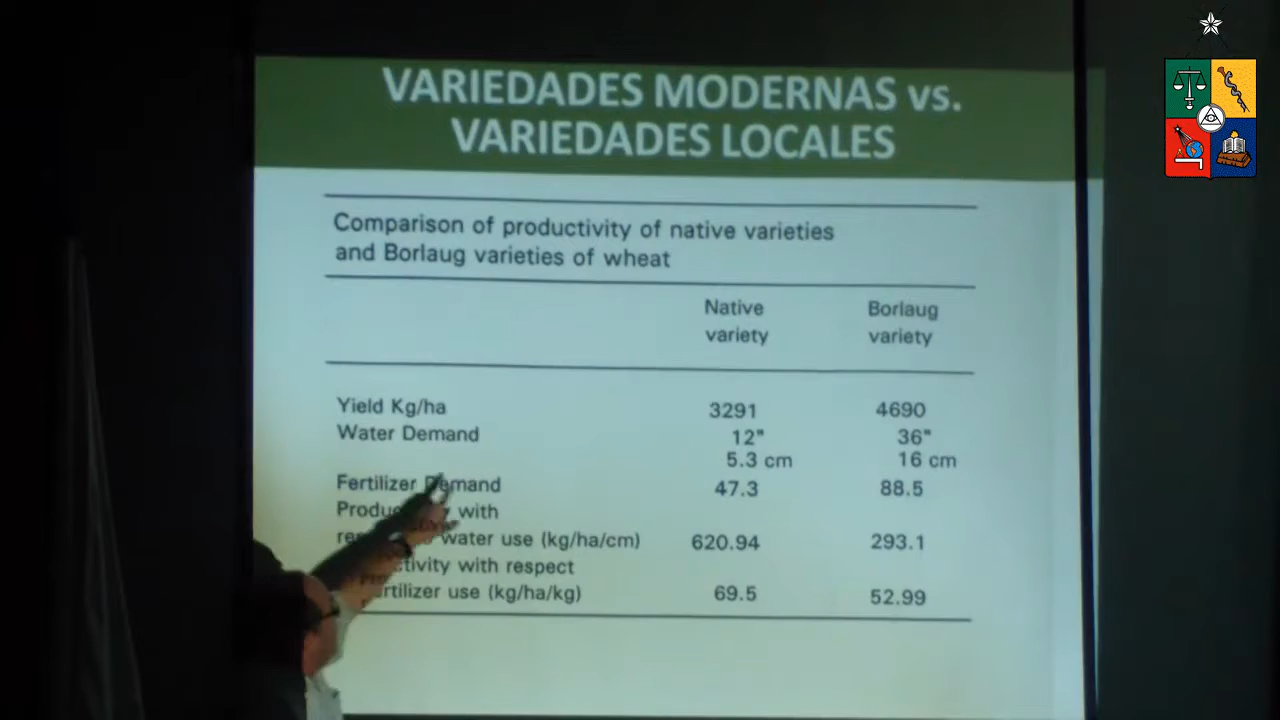 VARIEDADES MODERNAS vs.
VARIEDADES LOCALES
Comparison of productivity of native varieties
and Borlaug varieties of wheat
Native variety Borlaug variety
Yield Kg/ha 3291 4690
Water Demand 12" 36"
5.3 cm 16 cm
Fertilizer Demand 47.3 88.5
with
water use (kg/ha/cm) 620.94 293.1
with respect
use (kg/ha/kg) 69.5 52.99